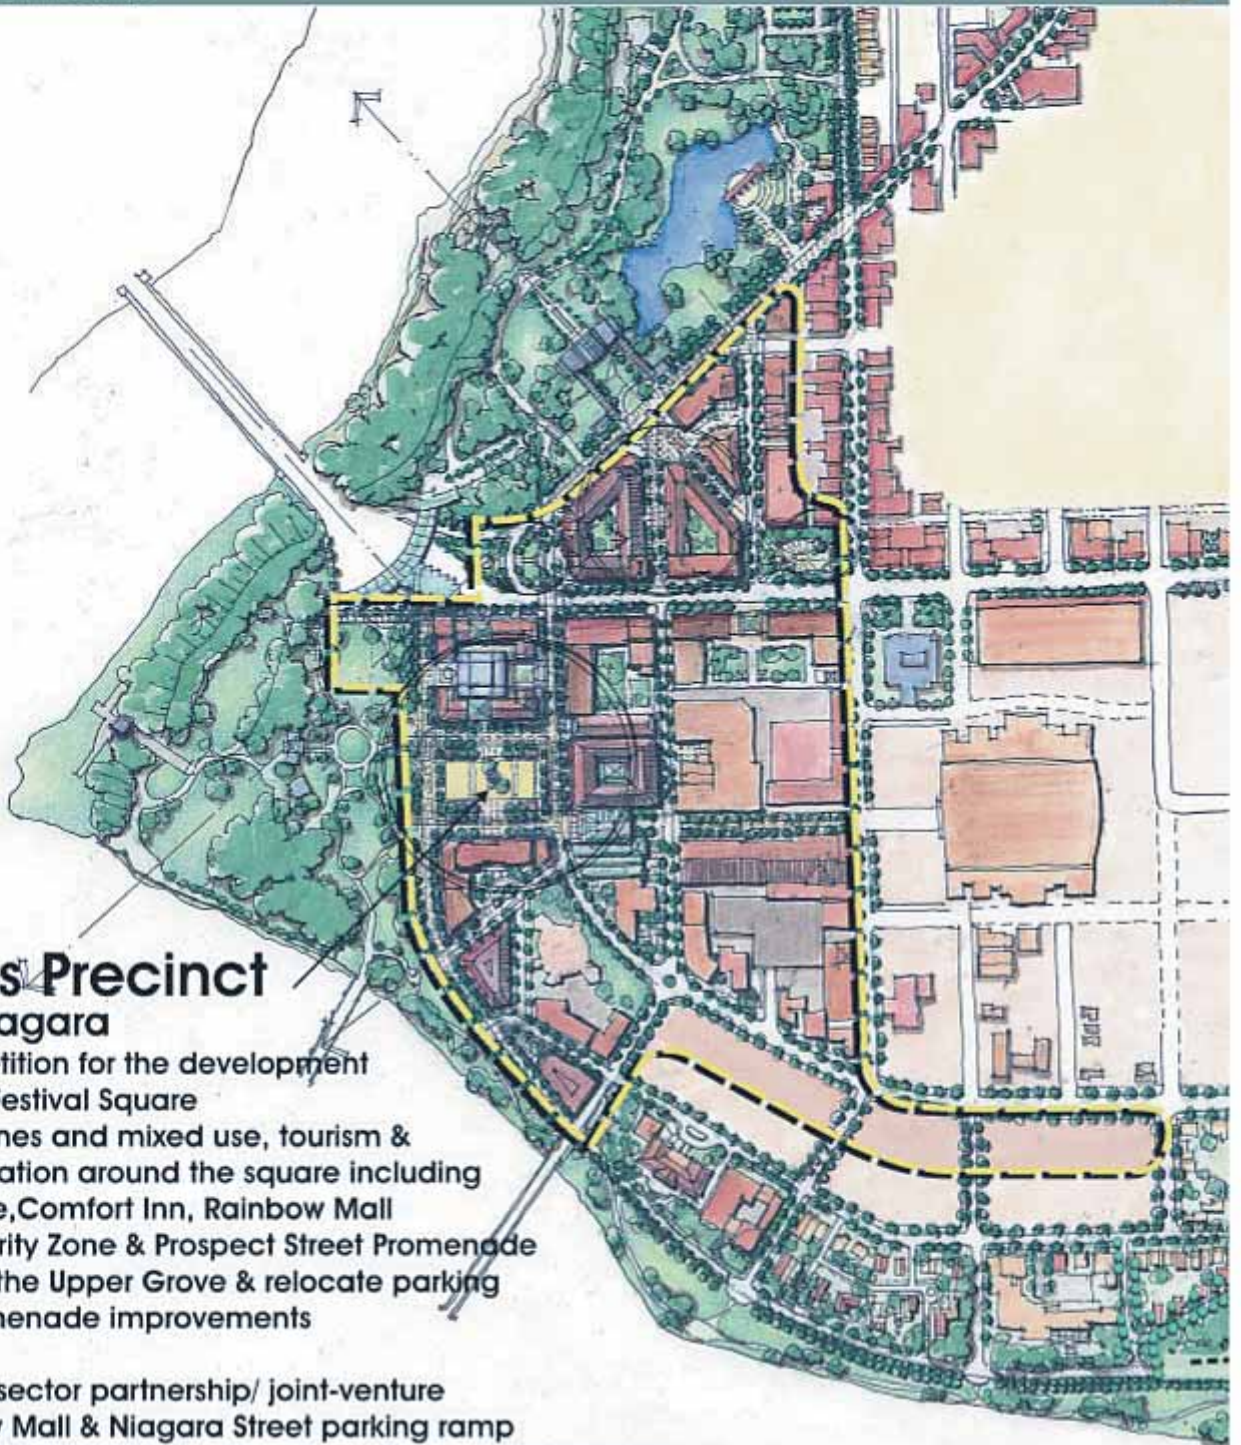 s Precinct
agara
tition for the development
estival Square
nes and mixed use, tourism &
ation around the square including
e,Comfort Inn, Rainbow Mall
rity Zone & Prospect Street Promenade
the Upper Grove & relocate parking
nenade improvements
sector partnership/ joint-venture
Mall & Niagara Street parking ramp